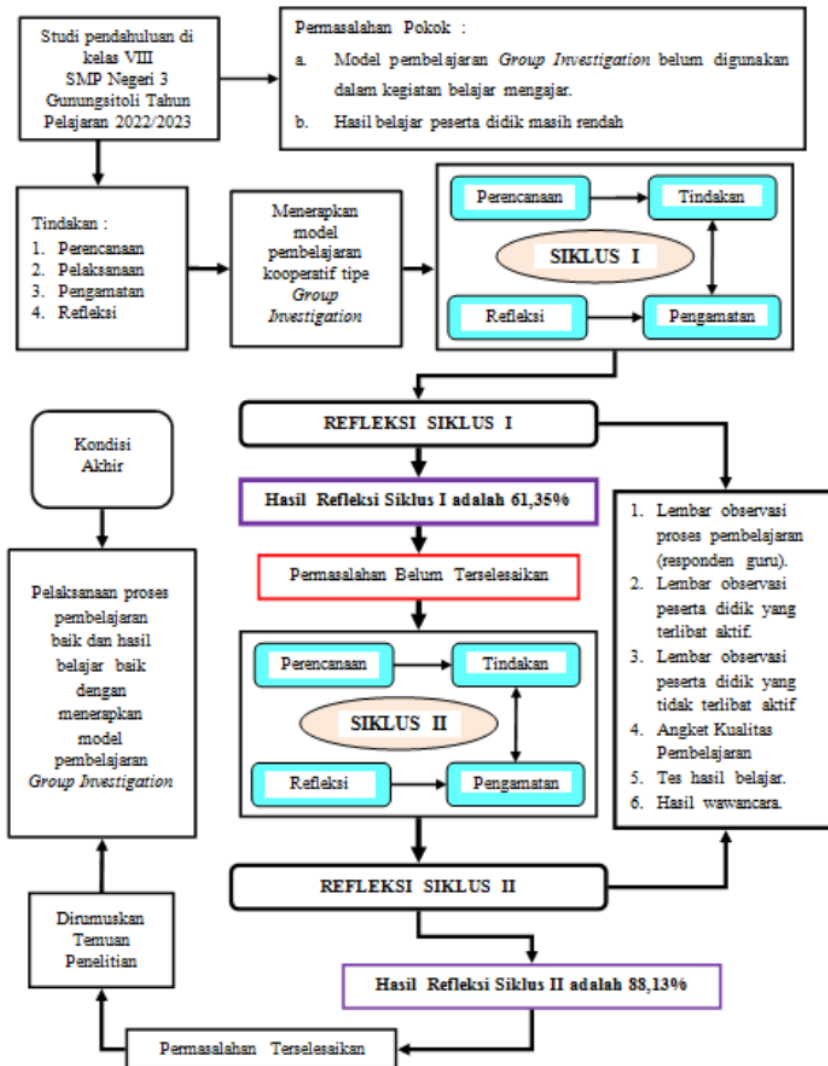 Studi pendahuluan di
kelas VIII
SMP Negeri 3
Gunungsitoli Tahun
Pelajaran 2022/2023
Permasalahan Pokok :
a. Model pembelajaran Group Investigation belum digunakan
dalam kegiatan belajar mengajar.
b. Hasil belajar peserta didik masih rendah
Tindakan :
1. Perencanaan
2. Pelaksanaan
3. Pengamatan
4. Refleksi
Menerapkan
model
pembelajaran
kooperatif tipe
Group
Investigation
Perencanaan
Tindakan
SIKLUS I
Refleksi
Pengamatan
REFLEKSI SIKLUS I
Hasil Refleksi Siklus I adalah 61,35%
Permasalahan Belum Terselesaikan
Perencanaan
Tindakan
SIKLUS II
Refleksi
Pengamatan
REFLEKSI SIKLUS II
1. Lembar observasi
proses pembelajaran
(responden guru).
2. Lembar observasi
peserta didik yang
terlibat aktif.
3. Lembar observasi
peserta didik yang
tidak terlibat aktif
4. Angket Kualitas
Pembelajaran
5. Tes hasil belajar.
6. Hasil wawancara.
Hasil Refleksi Siklus II adalah 88,13%
Permasalahan Terselesaikan
Dirumuskan
Temuan
Penelitian
Pelaksanaan proses
pembelajaran
baik dan hasil
belajar baik
dengan
menerapkan
model
pembelajaran
Group Investigation
Kondisi
Akhir